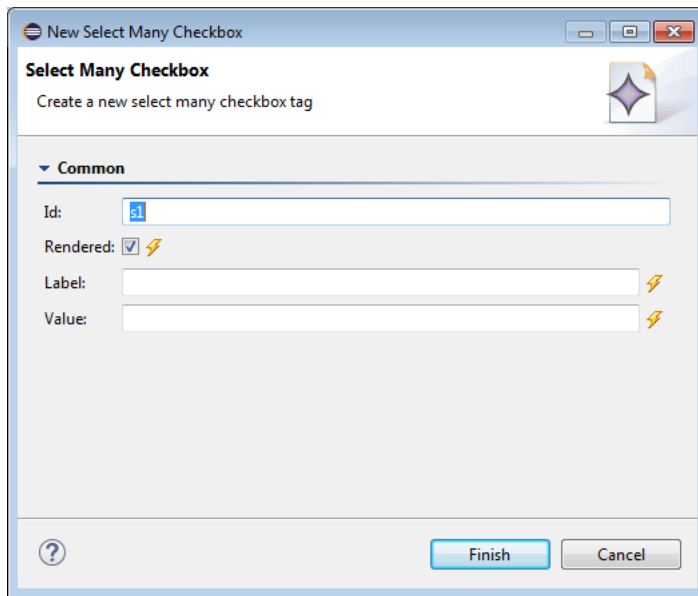 New Select Many Checkbox
Select Many Checkbox
Create a new select many checkbox tag
Common
Id: s1
Rendered:
Label:
Value:
?
Finish Cancel